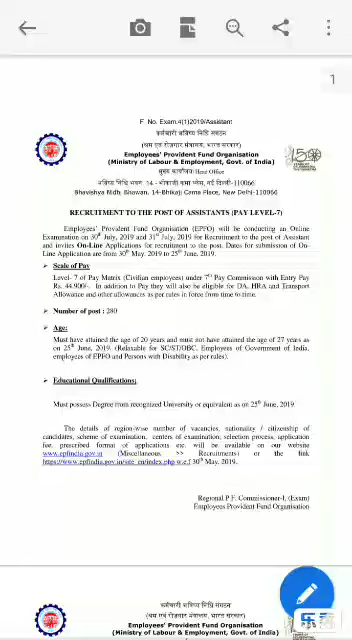 1
F. No. Exam.4(1)2019/Assistant
कर्मचारी भविष्य निधि संगठन
(श्रम एवं रोजगार मंत्रालय, भारत सरकार)
Employees' Provident Fund Organisation
(Ministry of Labour & Employment, Govt. of India)
मुख्य कार्यालय/Head Office
भविष्य निधि भवन, 14 - भीकाजी कामा प्लेस, नई दिल्ली-110066
Bhavishya Nidhi Bhawan, 14-Bhikaji Cama Place, New Delhi-110066
RECRUITMENT TO THE POST OF ASSISTANTS (PAY LEVEL-7)
Employees' Provident Fund Organisation (EPFO) will be conducting an Online
Examination on 30th July, 2019 and 31st July, 2019 for Recruitment to the post of Assistant
and invites On-Line Applications for recruitment to the post. Dates for submission of On-
Line Application are from 30th May, 2019 to 25th June, 2019.
➢ Scale of Pay
Level- 7 of Pay Matrix (Civilian employees) under 7th Pay Commission with Entry Pay
Rs. 44,900/-. In addition to Pay they will also be eligible for DA, HRA and Transport
Allowance and other allowances as per rules in force from time to time.
➢ Number of post : 280
➢ Age:
Must have attained the age of 20 years and must not have attained the age of 27 years as
on 25th June, 2019. (Relaxable for SC/ST/OBC, Employees of Government of India,
employees of EPFO and Persons with Disability as per rules).
➢ Educational Qualifications:
Must possess Degree from recognized University or equivalent as on 25th June, 2019
The details of region-wise number of vacancies, nationality / citizenship of
candidates, scheme of examination, centers of examination, selection process, application
fee, prescribed format of applications etc. will be available on our website
www.epfindia.gov.in (Miscellaneous >> Recruitments) or the link
https://www.epfindia.gov.in/site_en/index.php w.e.f 30th May, 2019.
Regional P.F. Commissioner-I, (Exam)
Employees Provident Fund Organisation
कर्मचारी भविष्य निधि संगठन
(श्रम एवं रोजगार मंत्रालय, भारत सरकार)
Employees' Provident Fund Organisation
(Ministry of Labour & Employment, Govt. of India)